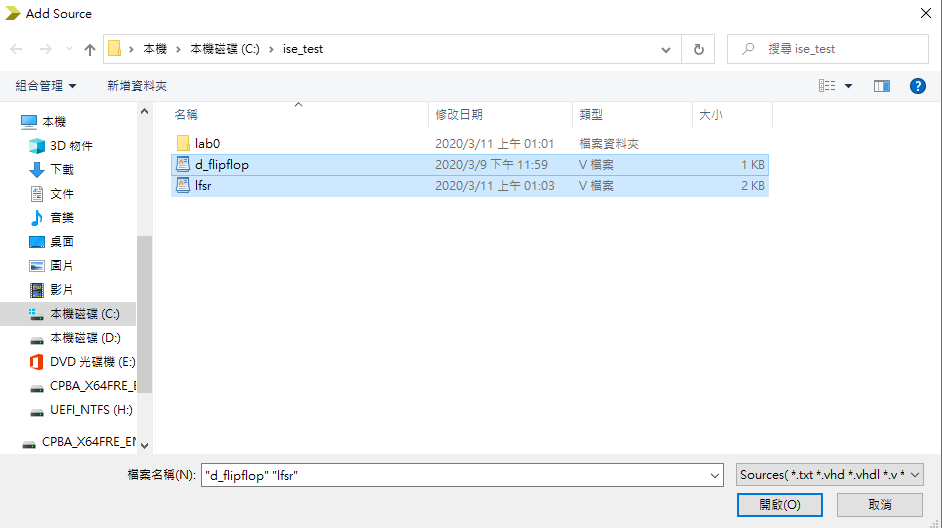 Add Source
本機 › 本機磁碟 (C:) › ise_test
搜尋 ise_test
組合管理 新增資料夾
名稱 修改日期 類型 大小
本機
3D 物件
下載
文件
音樂
桌面
圖片
影片
本機磁碟 (C:)
本機磁碟 (D:)
DVD 光碟機 (E:)
CPBA_X64FRE_E
UEFI_NTFS (H:)
CPBA_X64FRE_EN
lab0 2020/3/11 上午 01:01 檔案資料夾
d_flipflop 2020/3/9 下午 11:59 V 檔案 1 KB
lfsr 2020/3/11 上午 01:03 V 檔案 2 KB
檔案名稱(N): "d_flipflop" "lfsr" Sources( *.txt *.vhd *.vhdl *.v *
開啟(O) 取消